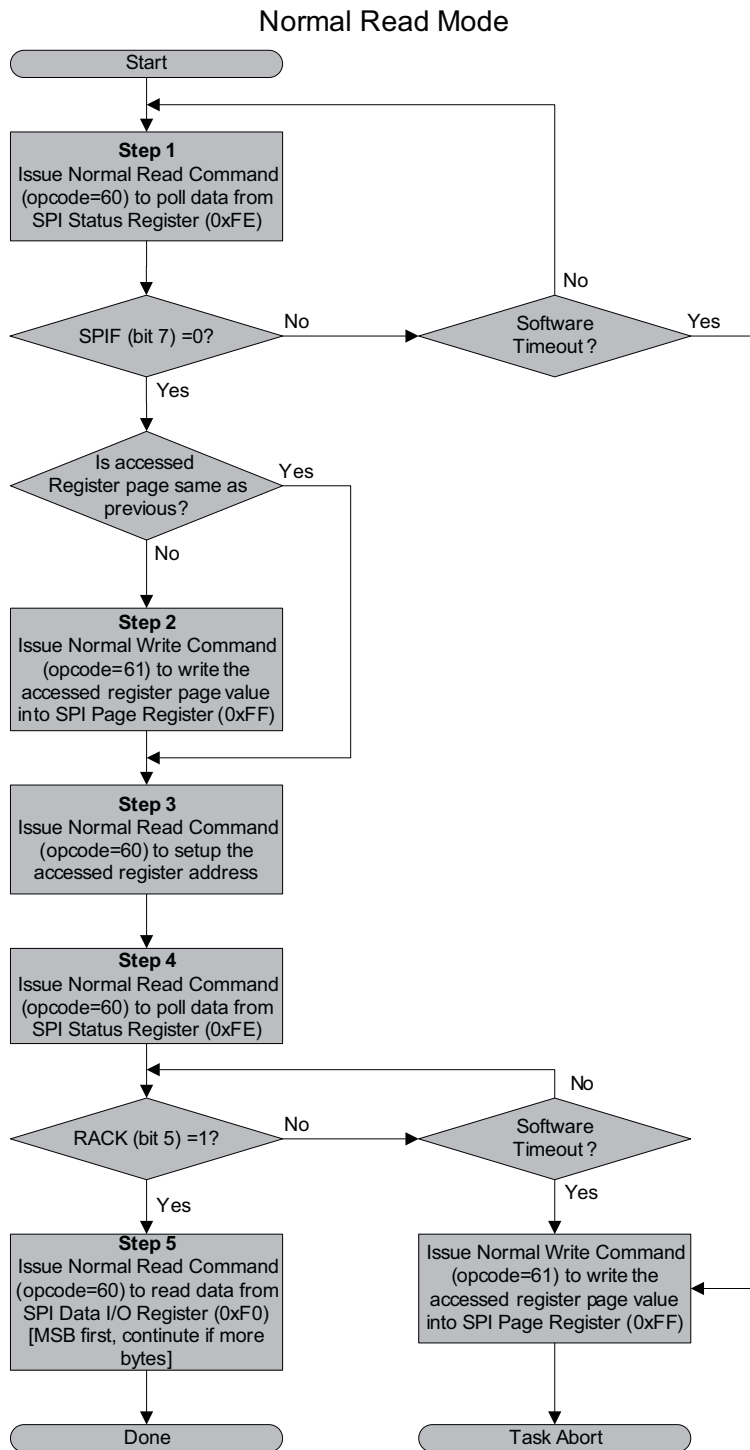 Normal Read Mode
Start
Step 1
Issue Normal Read Command
(opcode=60) to poll data from
SPI Status Register (0xFE)
No
SPIF (bit 7) =0?
No
Software
Timeout ?
Yes
Yes
Is accessed
Register page same as
previous?
Yes
No
Step 2
Issue Normal Write Command
(opcode=61) to write the
accessed register page value
into SPI Page Register (0xFF)
Step 3
Issue Normal Read Command
(opcode=60) to setup the
accessed register address
Step 4
Issue Normal Read Command
(opcode=60) to poll data from
SPI Status Register (0xFE)
No
RACK (bit 5) =1?
No
Software
Timeout ?
Yes
Yes
Step 5
Issue Normal Read Command
(opcode=60) to read data from
SPI Data I/O Register (0xF0)
[MSB first, continute if more
bytes]
Issue Normal Write Command
(opcode=61) to write the
accessed register page value
into SPI Page Register (0xFF)
Done
Task Abort